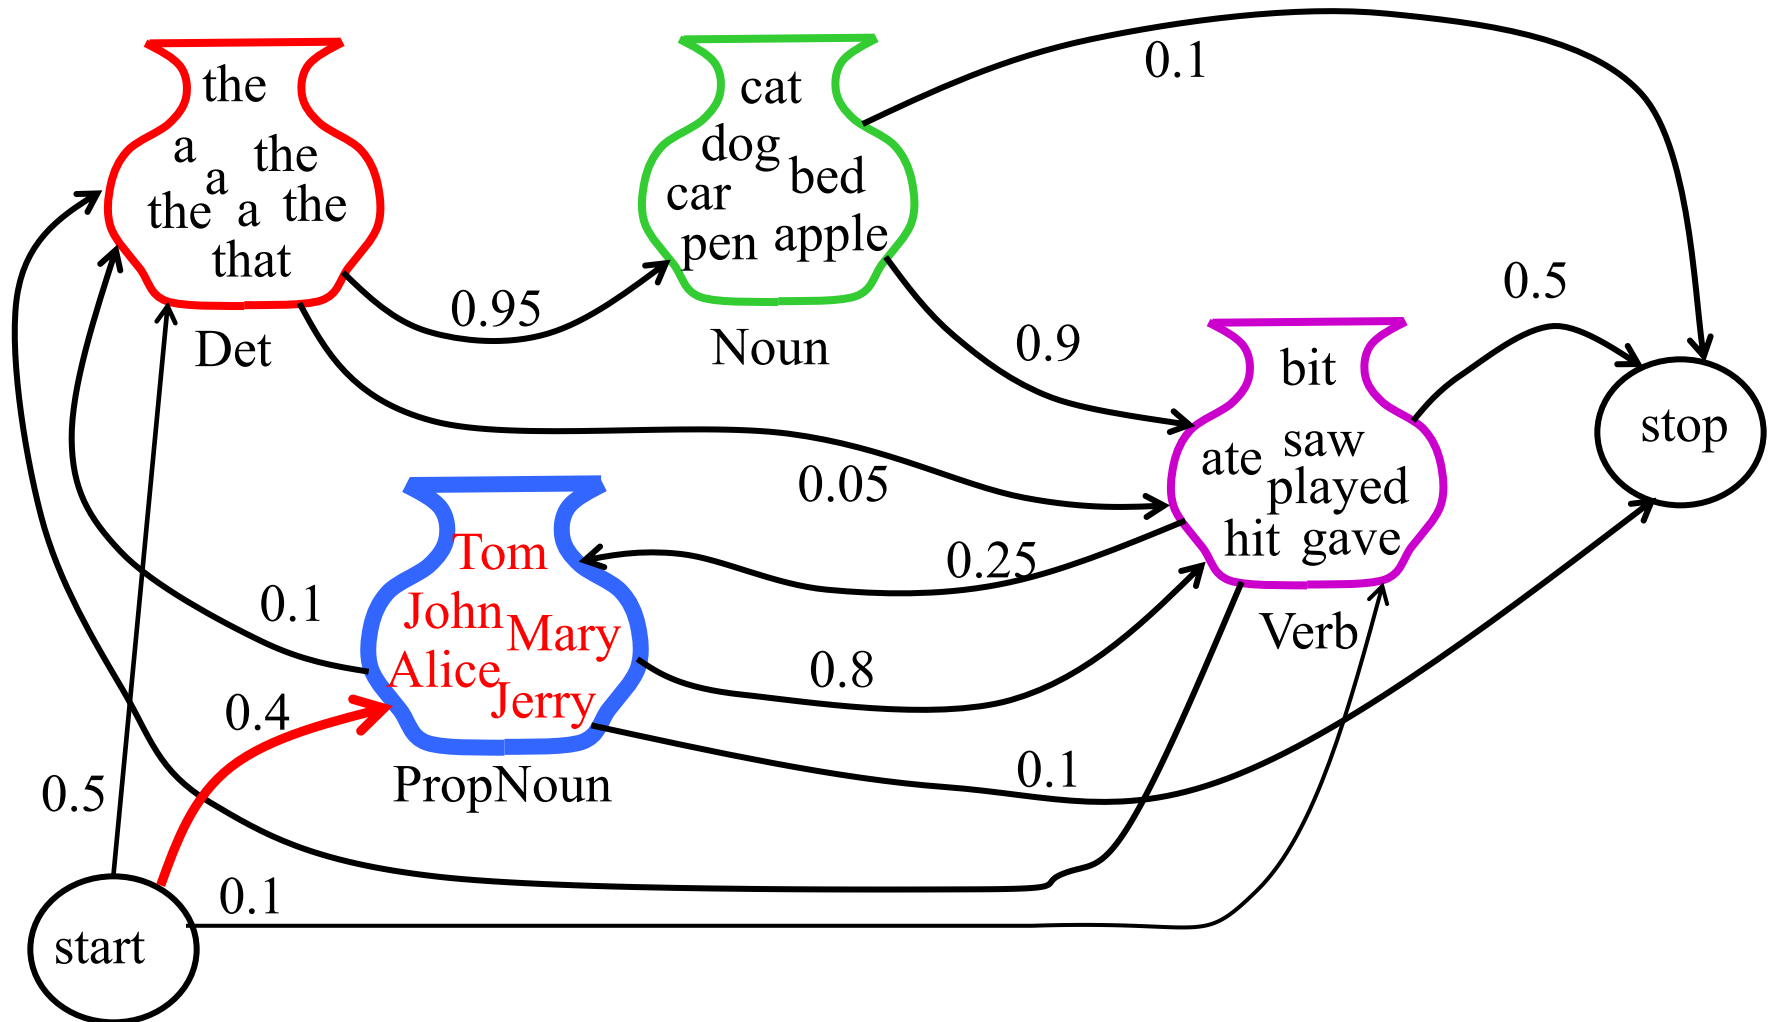 the
a the
a
the a the
that
Det
0.95
cat
dog
bed
car
apple
pen
Noun
0.1
0.9
0.5
bit
saw
ate
played
hit gave
Verb
stop
0.05
0.25
Tom
John
Mary
Alice
Jerry
PropNoun
0.1
0.8
0.4
0.1
0.5
0.1
start